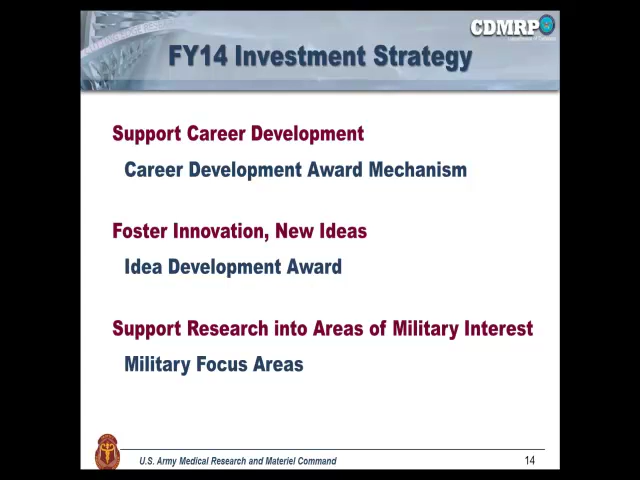 CDMRP
FY14 Investment Strategy
Support Career Development
Career Development Award Mechanism
Foster Innovation, New Ideas
Idea Development Award
Support Research into Areas of Military Interest
Military Focus Areas
U.S. Army Medical Research and Materiel Command
14